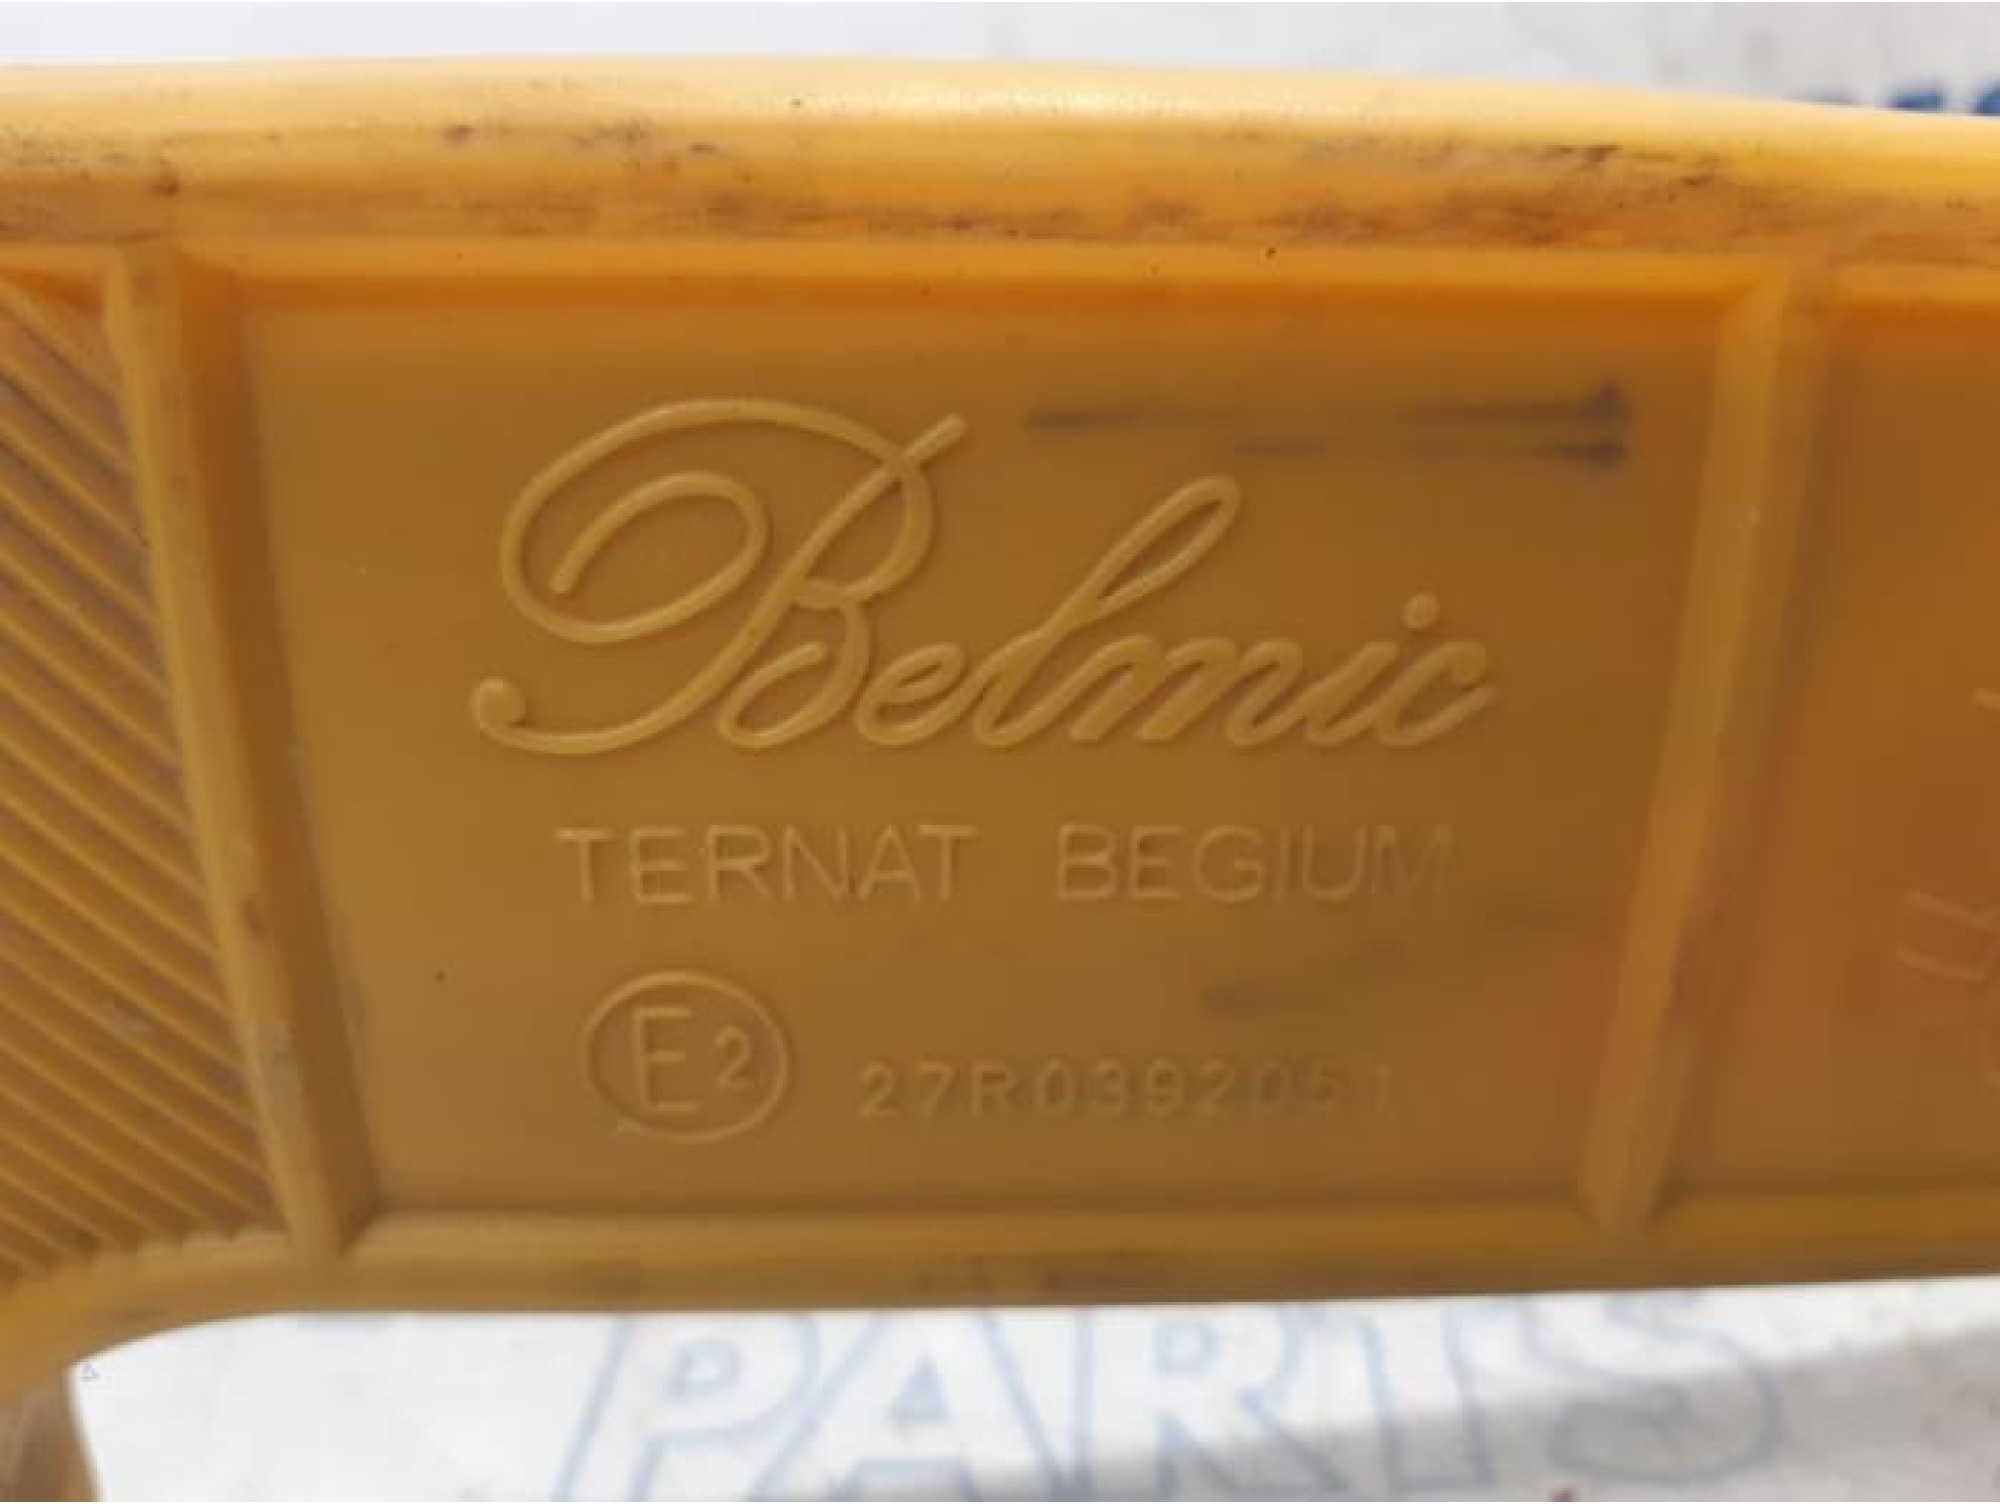 Belmic
TERNAT BEGIUM
E2 27R0392051
PARTS